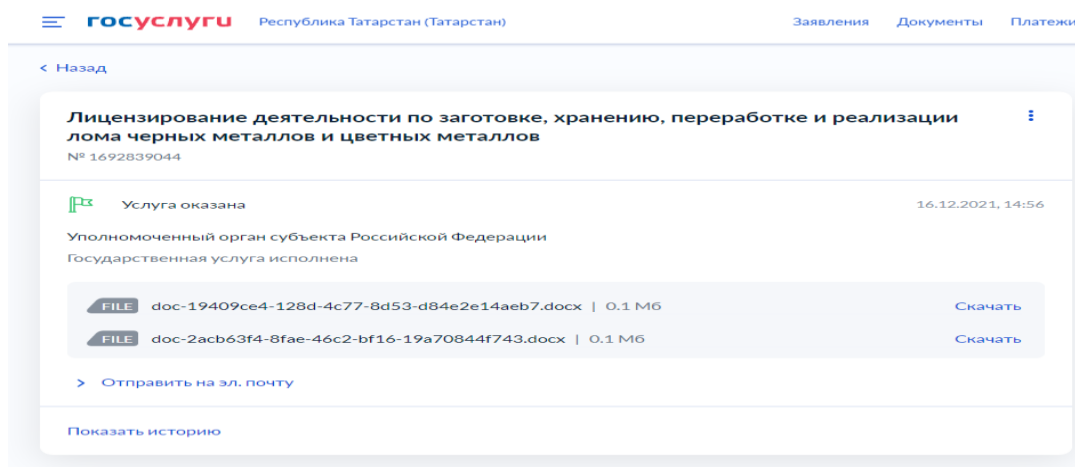 госуслуги Республика Татарстан (Татарстан) Заявления Документы Платежи
< Назад
Лицензирование деятельности по заготовке, хранению, переработке и реализации
лома черных металлов и цветных металлов
№ 1692839044
Услуга оказана 16.12.2021, 14:56
Уполномоченный орган субъекта Российской Федерации
Государственная услуга исполнена
FILE doc-19409ce4-128d-4c77-8d53-d84e2e14aeb7.docx | 0.1 Мб Скачать
FILE doc-2acb63f4-8fae-46c2-bf16-19a70844f743.docx | 0.1 Мб Скачать
> Отправить на эл. почту
Показать историю